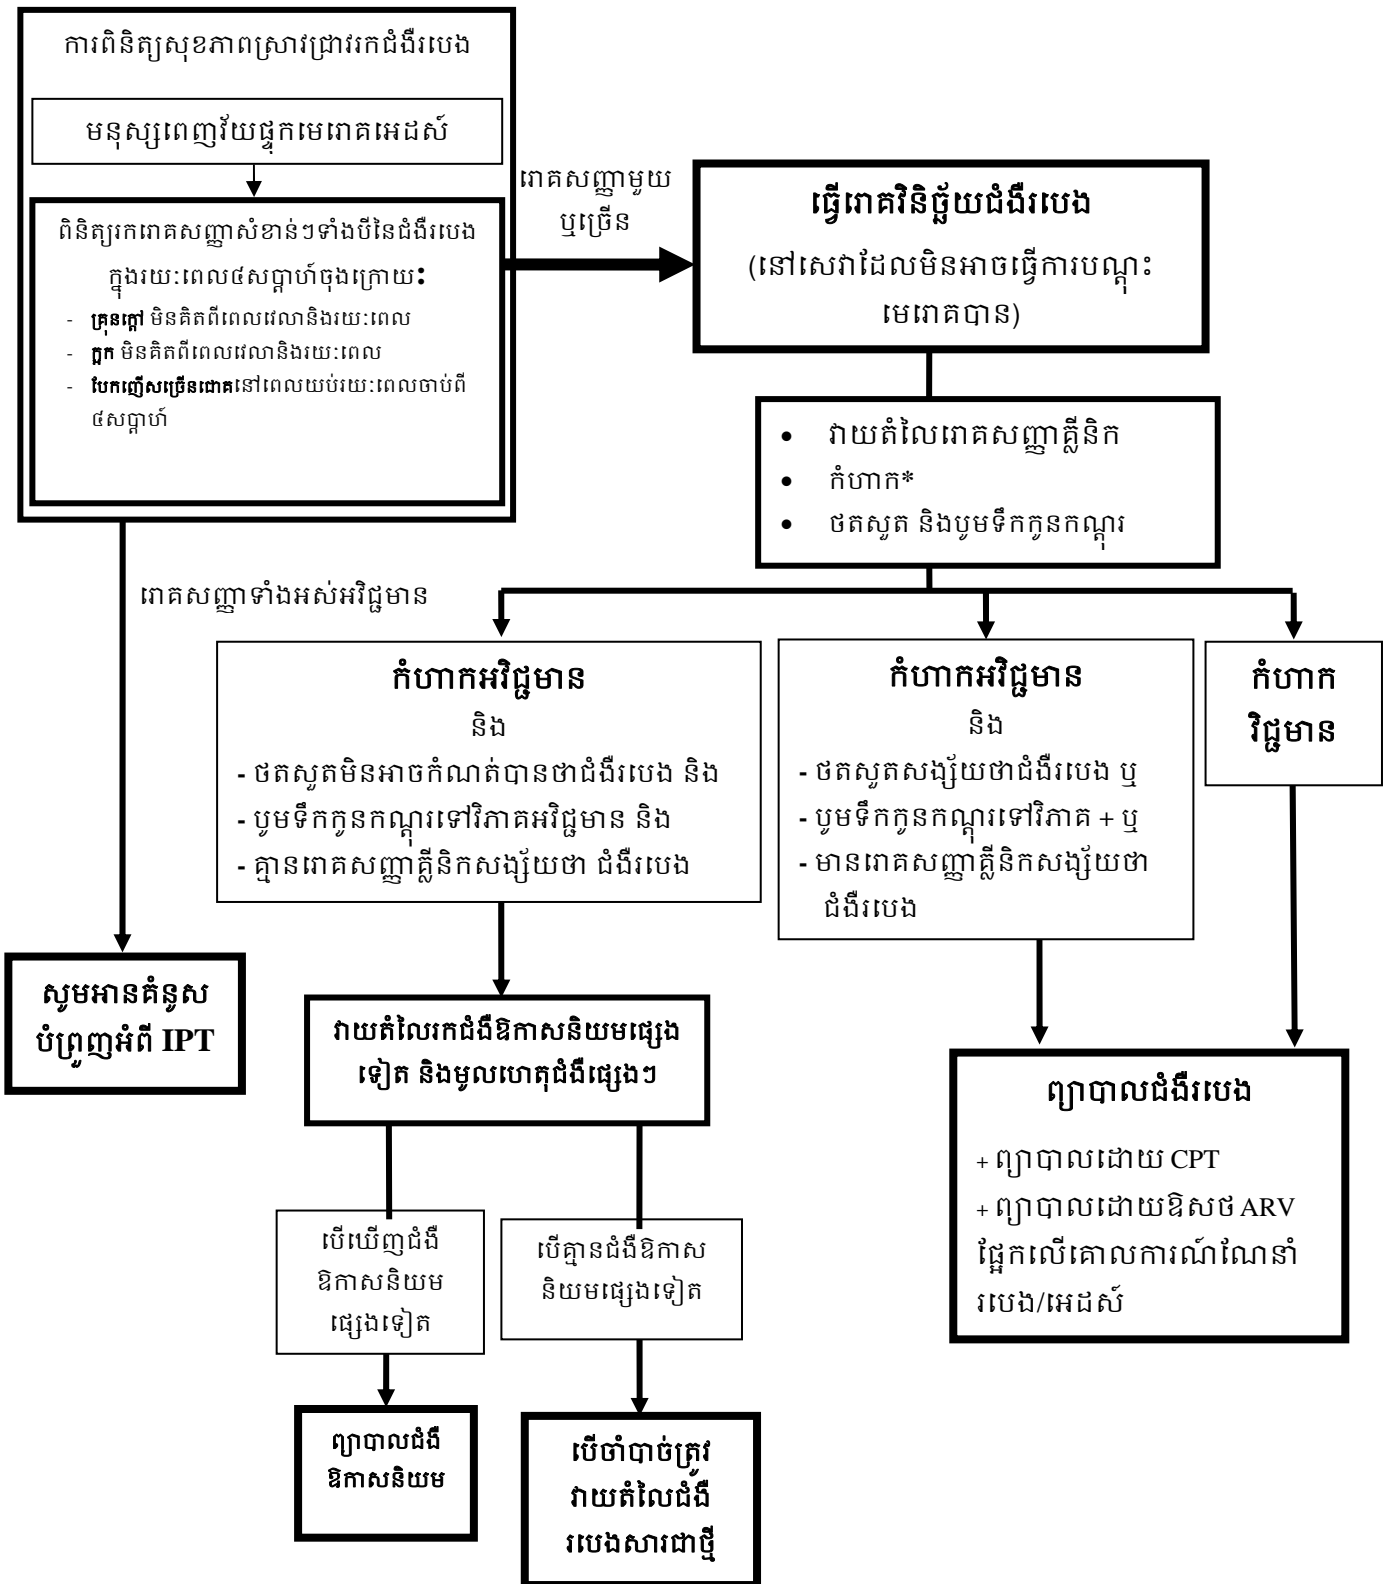 ការពិនិត្យសុខភាពស្រាវជ្រាវរកជំងឺរបេង
មនុស្សពេញវ័យផ្ទុកមេរោគអេដស៍
ពិនិត្យរករោគសញ្ញាសំខាន់ៗទាំងបីនៃជំងឺរបេង
ក្នុងរយៈពេល៤សប្តាហ៍ចុងក្រោយ:
- គ្រុនក្តៅ មិនគិតពីពេលវេលានិងរយៈពេល
- ក្អក មិនគិតពីពេលវេលានិងរយៈពេល
- បែកញើសច្រើនជោគនៅពេលយប់រយៈពេលចាប់ពី
៤សប្តាហ៍
រោគសញ្ញាមួយ
ឬច្រើន
ធ្វើរោគវិនិច្ឆ័យជំងឺរបេង
(នៅសេវាដែលមិនអាចធ្វើការបណ្តុះ
មេរោគបាន)
• វាយតំលៃរោគសញ្ញាគ្លីនិក
• កំហាក*
• ថតសួត និងបូមទឹកកូនកណ្តុរ
រោគសញ្ញាទាំងអស់អវិជ្ជមាន
កំហាកអវិជ្ជមាន
និង
- ថតសួតមិនអាចកំណត់បានថាជំងឺរបេង និង
- បូមទឹកកូនកណ្តុរទៅវិភាគអវិជ្ជមាន និង
- គ្មានរោគសញ្ញាគ្លីនិកសង្ស័យថា ជំងឺរបេង
កំហាកអវិជ្ជមាន
និង
- ថតសួតសង្ស័យថាជំងឺរបេង ឬ
- បូមទឹកកូនកណ្តុរទៅវិភាគ + ឬ
- មានរោគសញ្ញាគ្លីនិកសង្ស័យថា
ជំងឺរបេង
កំហាក
វិជ្ជមាន
សូមអានគំនូស
បំព្រួញអំពី IPT
វាយតំលៃរកជំងឺឱកាសនិយមផ្សេង
ទៀត និងមូលហេតុជំងឺផ្សេងៗ
ព្យាបាលជំងឺរបេង
+ ព្យាបាលដោយ CPT
+ ព្យាបាលដោយឱសថ ARV
ផ្អែកលើគោលការណ៍ណែនាំ
របេង/អេដស៍
បើឃើញជំងឺ
ឱកាសនិយម
ផ្សេងទៀត
បើគ្មានជំងឺឱកាស
និយមផ្សេងទៀត
ព្យាបាលជំងឺ
ឱកាសនិយម
បើចាំបាច់ត្រូវ
វាយតំលៃជំងឺ
របេងសារជាថ្មី